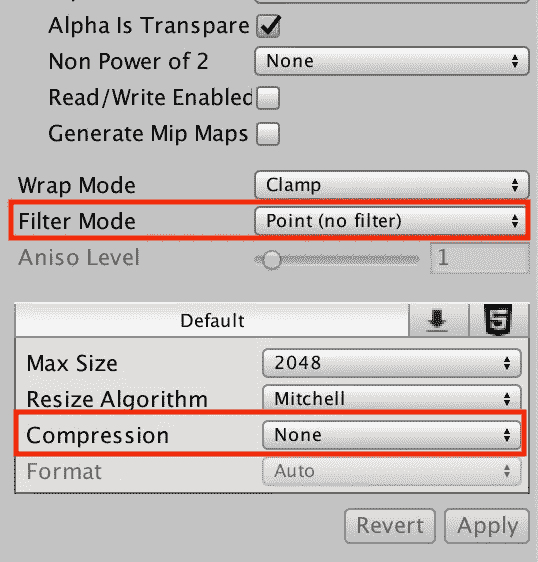 Alpha Is Transpare
Non Power of 2 None
Read/Write Enabled
Generate Mip Maps
Wrap Mode Clamp
Filter Mode Point (no filter)
Aniso Level 1
Default 5
Max Size 2048
Resize Algorithm Mitchell
Compression None
Format Auto
Revert Apply